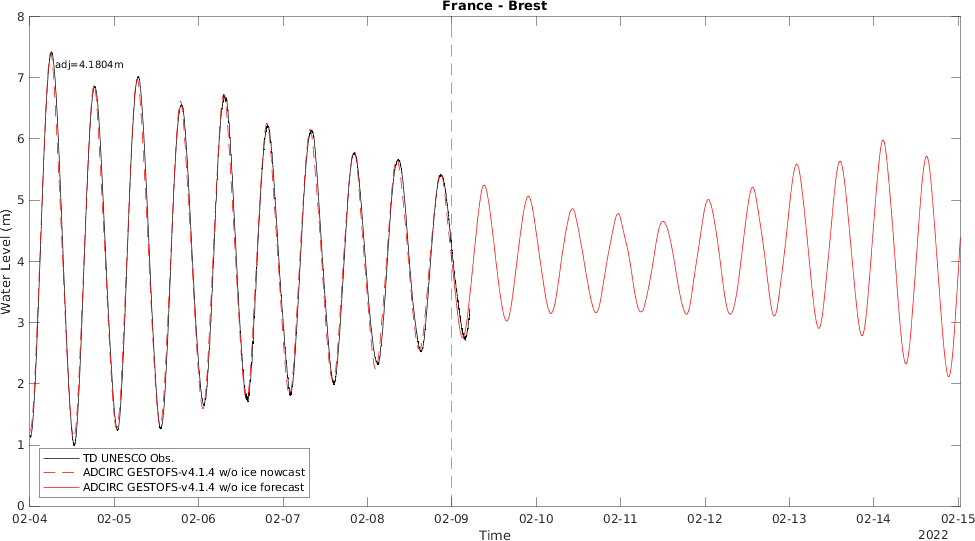 France - Brest
8
7
6
5
4
3
2
1
0
Water Level (m)
adj=4.1804m
TD UNESCO Obs.
ADCIRC GESTOFS-v4.1.4 w/o ice nowcast
ADCIRC GESTOFS-v4.1.4 w/o ice forecast
02-04 02-05 02-06 02-07 02-08 02-09 02-10 02-11 02-12 02-13 02-14 02-15
Time
2022